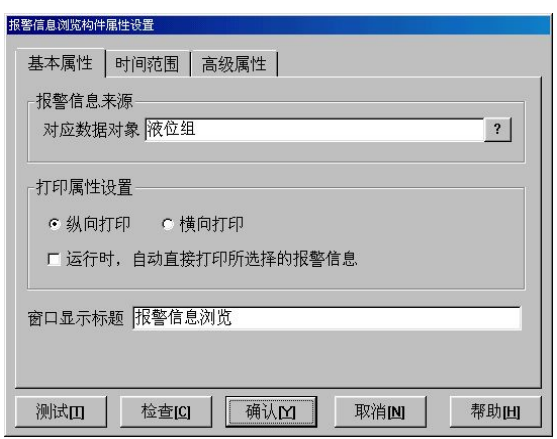 报警信息浏览构件属性设置
基本属性 时间范围 高级属性
报警信息来源
对应数据对象 液位组 ?
打印属性设置
纵向打印 横向打印
运行时，自动直接打印所选择的报警信息
窗口显示标题 报警信息浏览
测试[T] 检查[C] 确认[Y] 取消[N] 帮助[H]